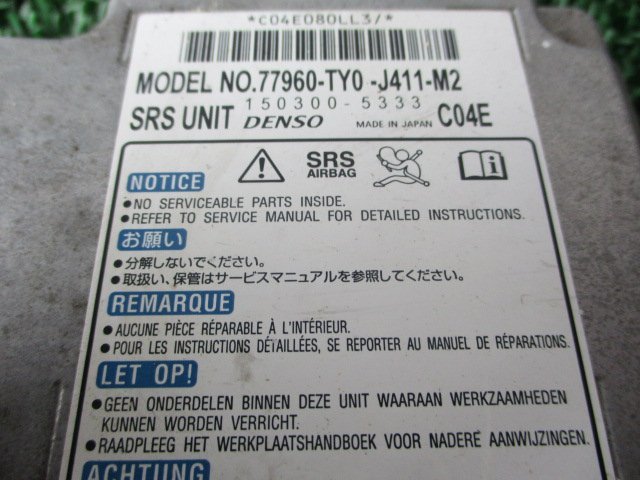 *C04E080LL3/*
MODEL NO.77960-TY0 -J411-M2
150300-5333
SRS UNIT DENSO MADE IN JAPAN C04E
SRS
AIRBAG
NOTICE
●NO SERVICEABLE PARTS INSIDE.
●REFER TO SERVICE MANUAL FOR DETAILED INSTRUCTIONS.
お願い
●分解しないでください。
●取扱い、保管はサービスマニュアルを参照してください。
REMARQUE
●AUCUNE PIÈCE RÉPARABLE À L'INTÉRIEUR.
●POUR LES INSTRUCTIONS DÉTAILLÉES, SE REPORTER AU MANUEL DE RÉPARATIONS.
LET OP!
●GEEN ONDERDELEN BINNEN DEZE UNIT WAARAAN WERKZAAMHEDEN
KUNNEN WORDEN VERRICHT.
●RAADPLEEG HET WERKPLAATSHANDBOEK VOOR NADERE AANWIJZINGEN.
ACHTUNG